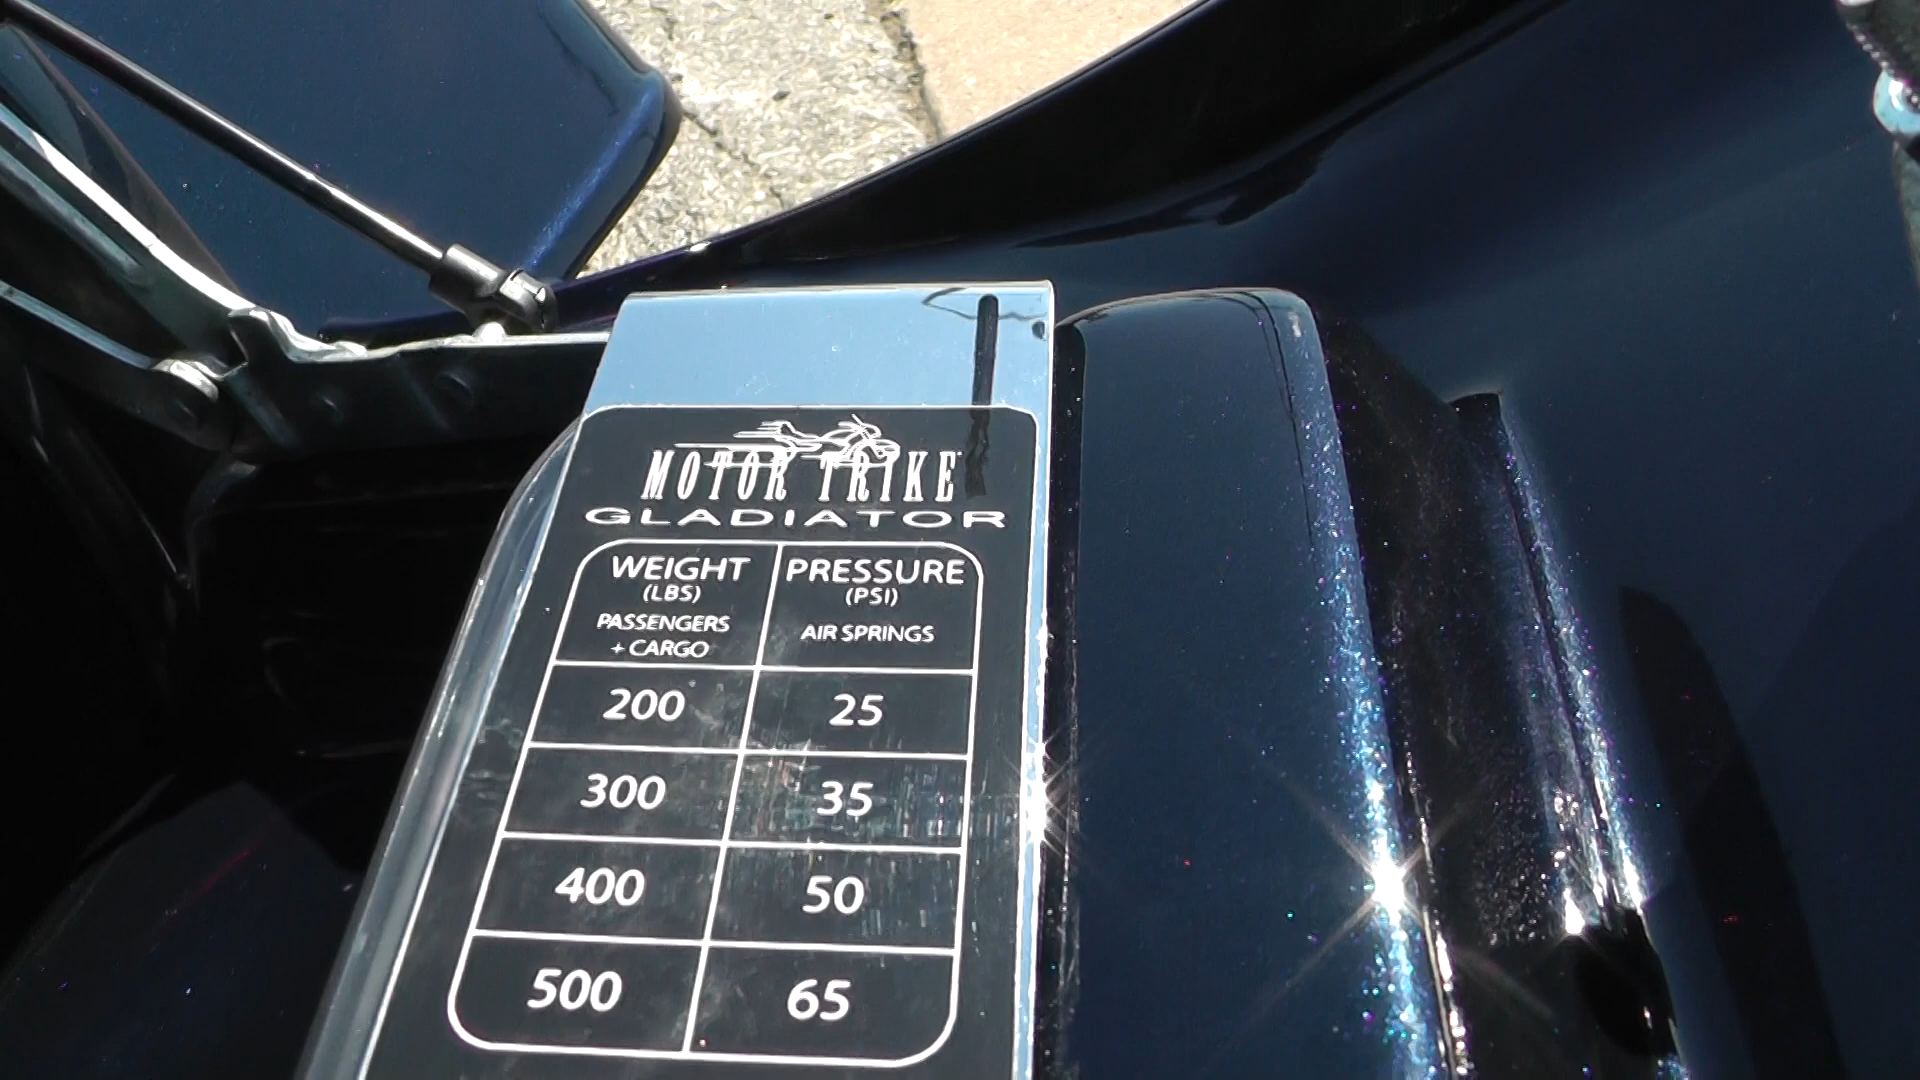 MOTOR TRIKE
GLADIATOR
WEIGHT PRESSURE
(LBS) (PSI)
PASSENGERS AIR SPRINGS
+ CARGO
200 25
300 35
400 50
500 65